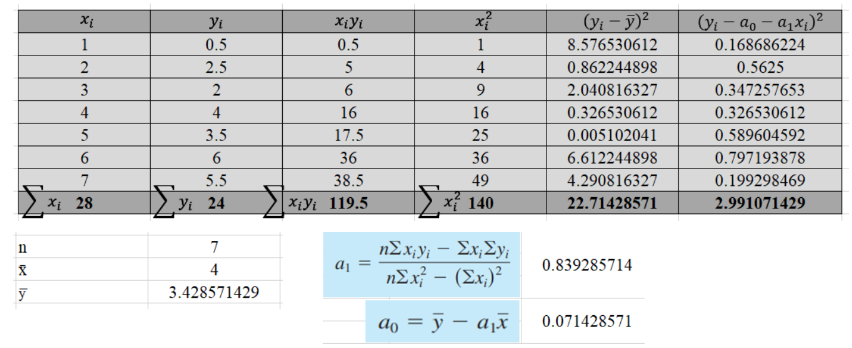 xᵢ yᵢ xᵢyᵢ xᵢ² (yᵢ − ȳ)² (yᵢ − a₀ − a₁xᵢ)²
1 0.5 0.5 1 8.576530612 0.168686224
2 2.5 5 4 0.862244898 0.5625
3 2 6 9 2.040816327 0.347257653
4 4 16 16 0.326530612 0.326530612
5 3.5 17.5 25 0.005102041 0.589604592
6 6 36 36 6.612244898 0.797193878
7 5.5 38.5 49 4.290816327 0.199298469
∑ xᵢ 28 ∑ yᵢ 24 ∑ xᵢyᵢ 119.5 ∑ xᵢ² 140 22.71428571 2.991071429
n 7
x̄ 4
ȳ 3.428571429
a₁ = (nΣxᵢyᵢ − ΣxᵢΣyᵢ) / (nΣxᵢ² − (Σxᵢ)²) 0.839285714
a₀ = ȳ − a₁x̄ 0.071428571